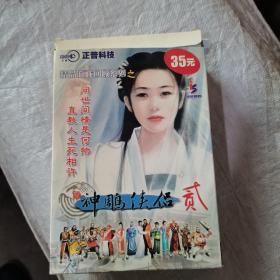 正普科技
35元
问世间情是何物
直教人生死相许
神雕侠侣
贰